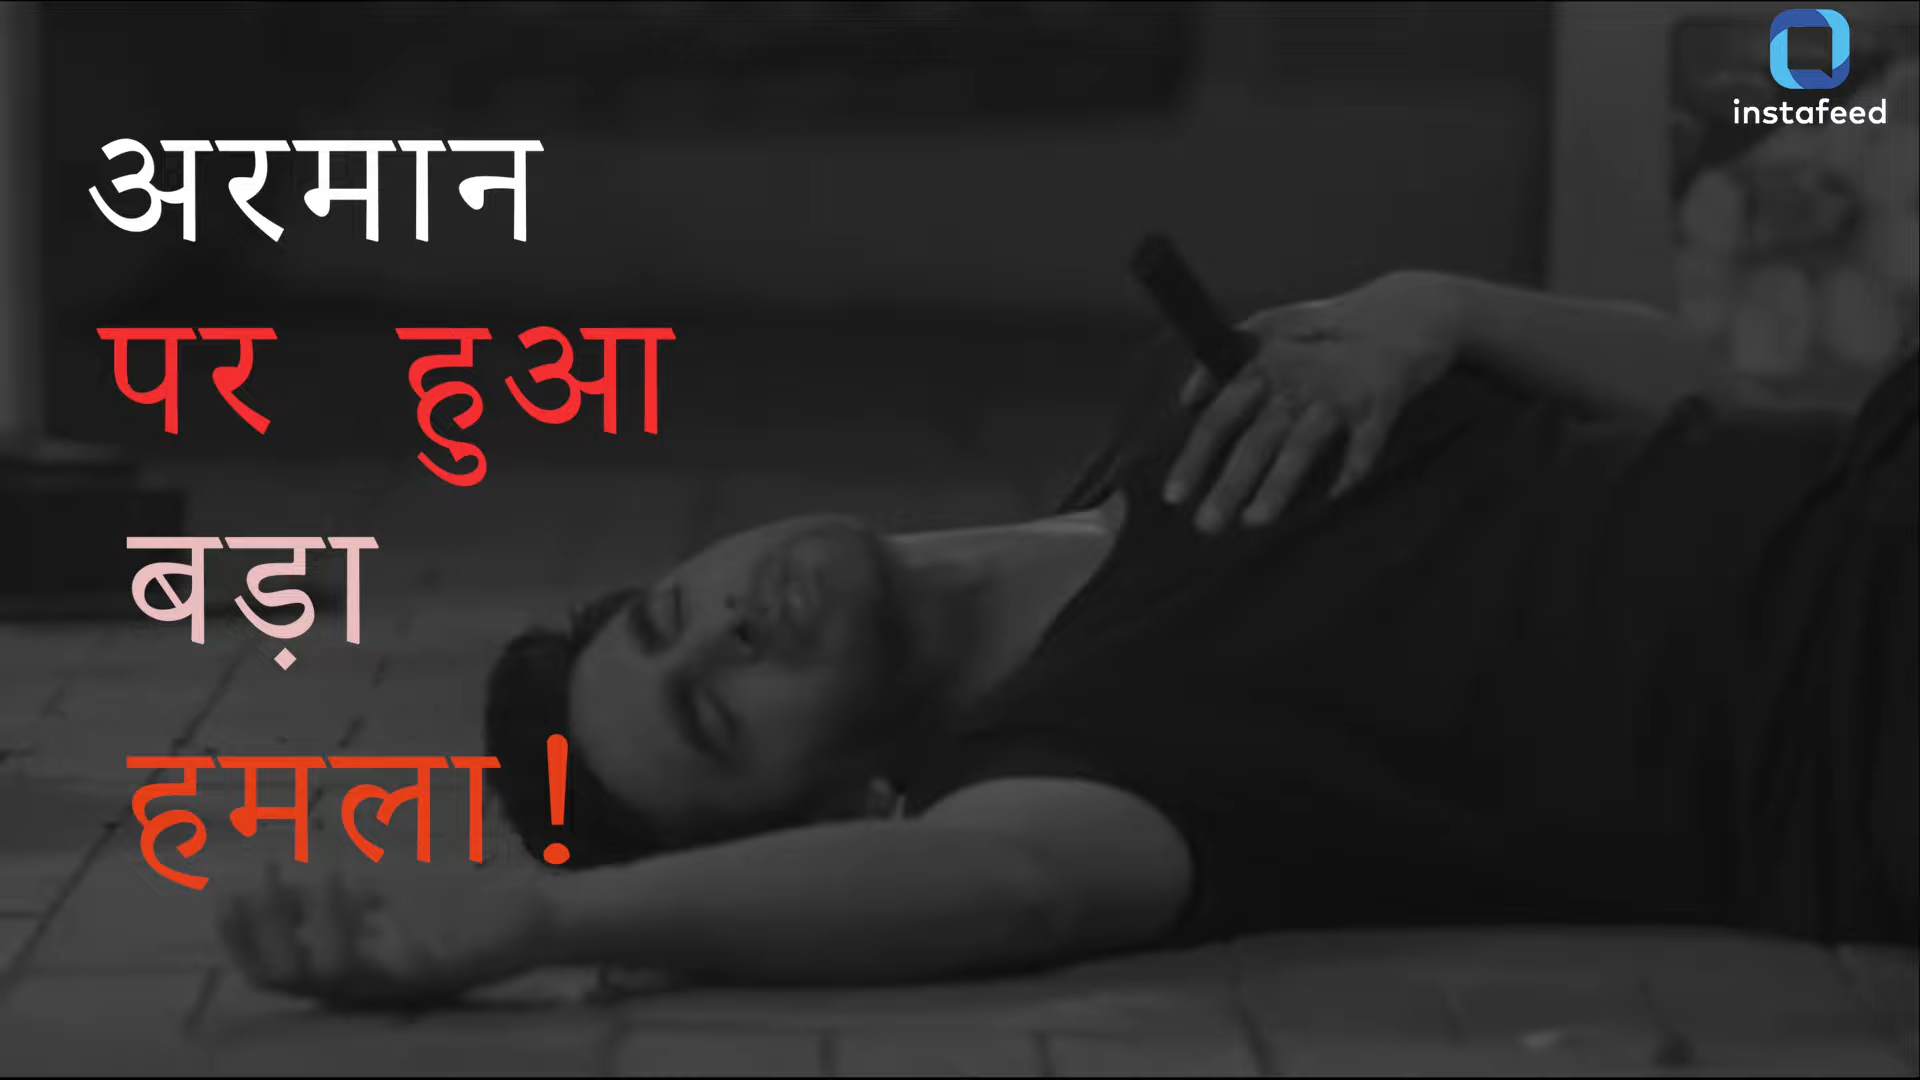 instafeed
अरमान
पर हुआ
बड़ा
हमला!